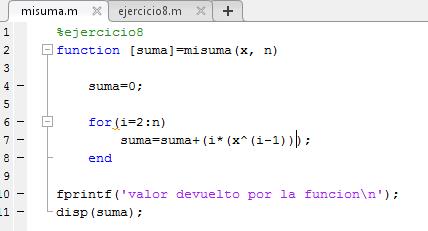 misuma.m × ejercicio8.m × +
1 %ejercicio8
2 function [suma]=misuma(x, n)
3
4 – suma=0;
5
6 – for(i=2:n)
7 – suma=suma+(i*(x^(i-1)));
8 – end
9
10 – fprintf('valor devuelto por la funcion\n');
11 – disp(suma);